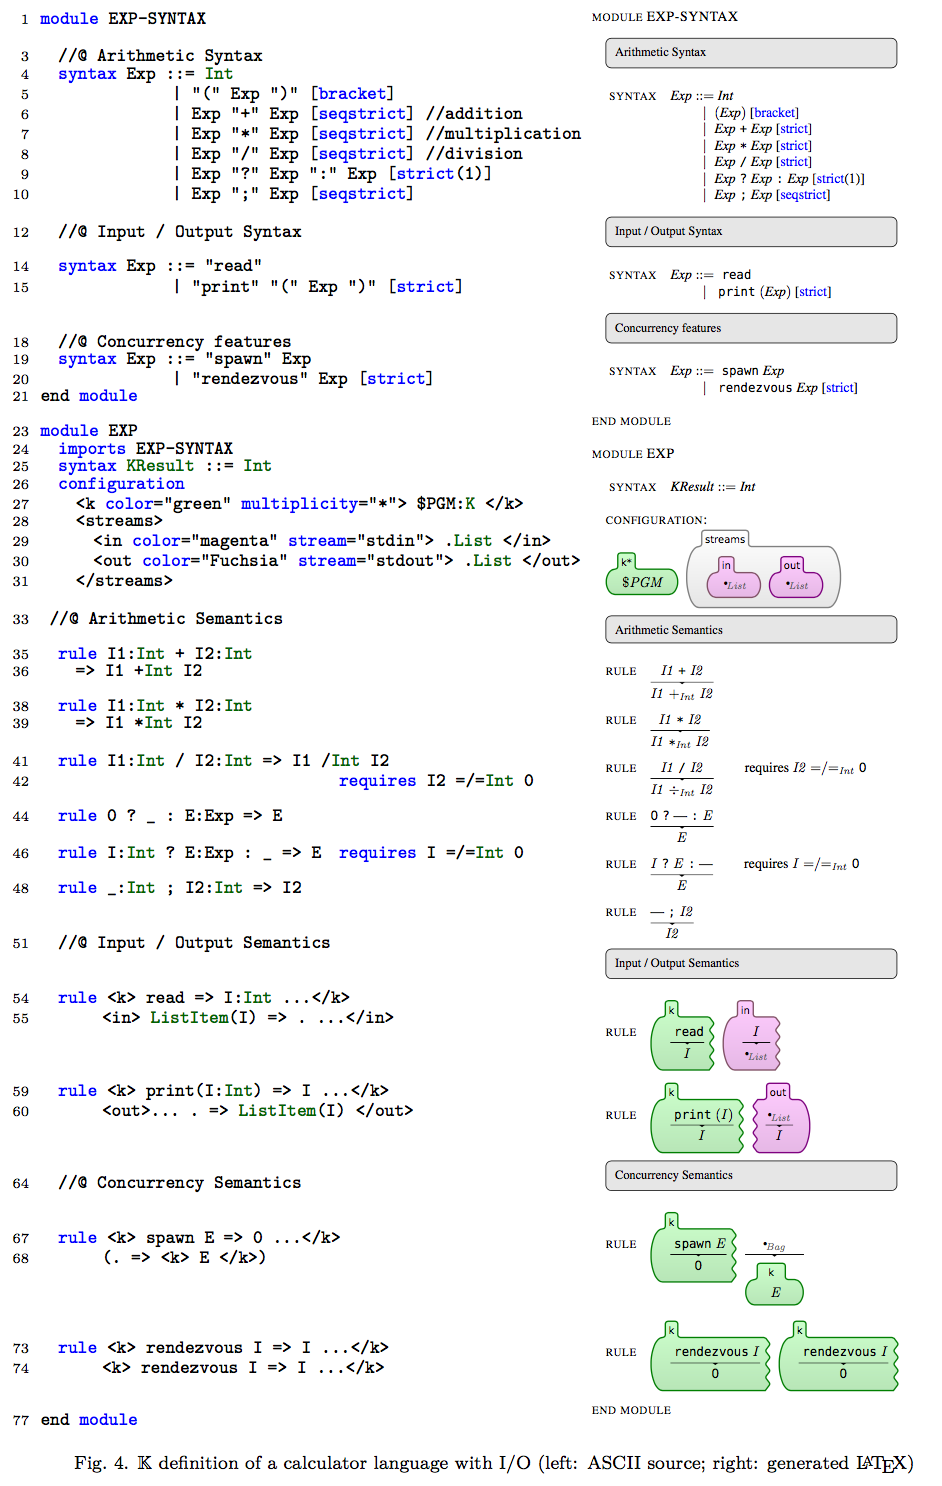 1 module EXP-SYNTAX
3 //@ Arithmetic Syntax
4 syntax Exp ::= Int
5 | "(" Exp ")" [bracket]
6 | Exp "+" Exp [seqstrict] //addition
7 | Exp "*" Exp [seqstrict] //multiplication
8 | Exp "/" Exp [seqstrict] //division
9 | Exp "?" Exp ":" Exp [strict(1)]
10 | Exp ";" Exp [seqstrict]
12 //@ Input / Output Syntax
14 syntax Exp ::= "read"
15 | "print" "(" Exp ")" [strict]
18 //@ Concurrency features
19 syntax Exp ::= "spawn" Exp
20 | "rendezvous" Exp [strict]
21 end module
23 module EXP
24 imports EXP-SYNTAX
25 syntax KResult ::= Int
26 configuration
27 <k color="green" multiplicity="*"> $PGM:K </k>
28 <streams>
29 <in color="magenta" stream="stdin"> .List </in>
30 <out color="Fuchsia" stream="stdout"> .List </out>
31 </streams>
33 //@ Arithmetic Semantics
35 rule I1:Int + I2:Int
36 => I1 +Int I2
38 rule I1:Int * I2:Int
39 => I1 *Int I2
41 rule I1:Int / I2:Int => I1 /Int I2
42 requires I2 =/=Int 0
44 rule 0 ? _ : E:Exp => E
46 rule I:Int ? E:Exp : _ => E requires I =/=Int 0
48 rule _:Int ; I2:Int => I2
51 //@ Input / Output Semantics
54 rule <k> read => I:Int ...</k>
55 <in> ListItem(I) => . ...</in>
59 rule <k> print(I:Int) => I ...</k>
60 <out>... . => ListItem(I) </out>
64 //@ Concurrency Semantics
67 rule <k> spawn E => 0 ...</k>
68 (. => <k> E </k>)
73 rule <k> rendezvous I => I ...</k>
74 <k> rendezvous I => I ...</k>
77 end module
MODULE EXP-SYNTAX
Arithmetic Syntax
SYNTAX Exp ::= Int
| (Exp) [bracket]
| Exp + Exp [strict]
| Exp * Exp [strict]
| Exp / Exp [strict]
| Exp ? Exp : Exp [strict(1)]
| Exp ; Exp [seqstrict]
Input / Output Syntax
SYNTAX Exp ::= read
| print (Exp) [strict]
Concurrency features
SYNTAX Exp ::= spawn Exp
| rendezvous Exp [strict]
END MODULE
MODULE EXP
SYNTAX KResult ::= Int
CONFIGURATION:
streams
k* in out
$PGM •List •List
Arithmetic Semantics
RULE I1 + I2
I1 +Int I2
RULE I1 * I2
I1 *Int I2
RULE I1 / I2 requires I2 =/=Int 0
I1 ÷Int I2
RULE 0 ? — : E
E
RULE I ? E : — requires I =/=Int 0
E
RULE — ; I2
I2
Input / Output Semantics
k in
RULE read I
I •List
k out
RULE print (I) •List
I I
Concurrency Semantics
k
RULE spawn E •Bag
0 k
E
k k
RULE rendezvous I rendezvous I
0 0
END MODULE
Fig. 4. 𝕂 definition of a calculator language with I/O (left: ASCII source; right: generated LATEX)